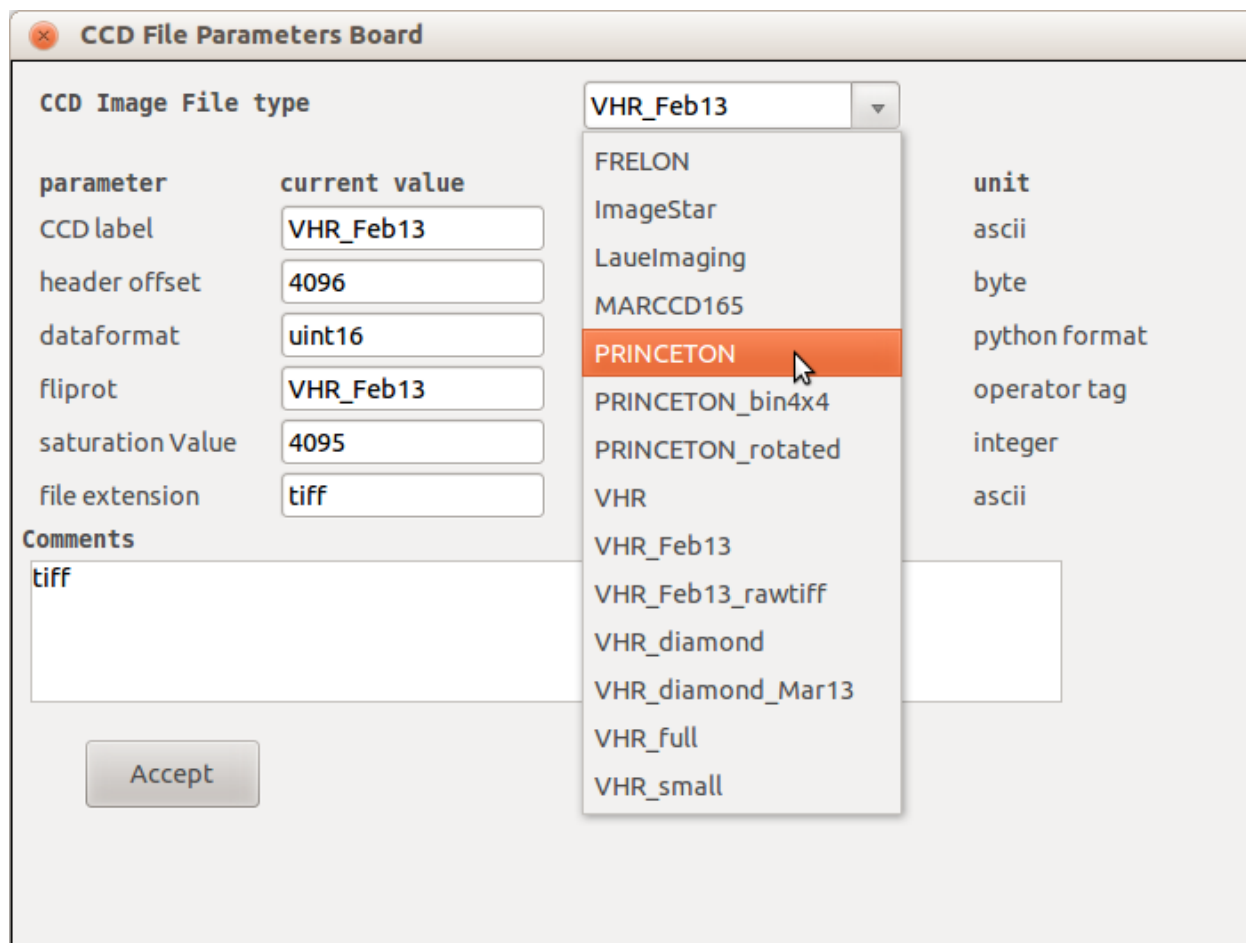 CCD File Parameters Board
CCD Image File type VHR_Feb13
parameter current value unit
CCD label VHR_Feb13 ascii
header offset 4096 byte
dataformat uint16 python format
fliprot VHR_Feb13 operator tag
saturation Value 4095 integer
file extension tiff ascii
Comments
tiff
Accept
FRELON
ImageStar
LaueImaging
MARCCD165
PRINCETON
PRINCETON_bin4x4
PRINCETON_rotated
VHR
VHR_Feb13
VHR_Feb13_rawtiff
VHR_diamond
VHR_diamond_Mar13
VHR_full
VHR_small